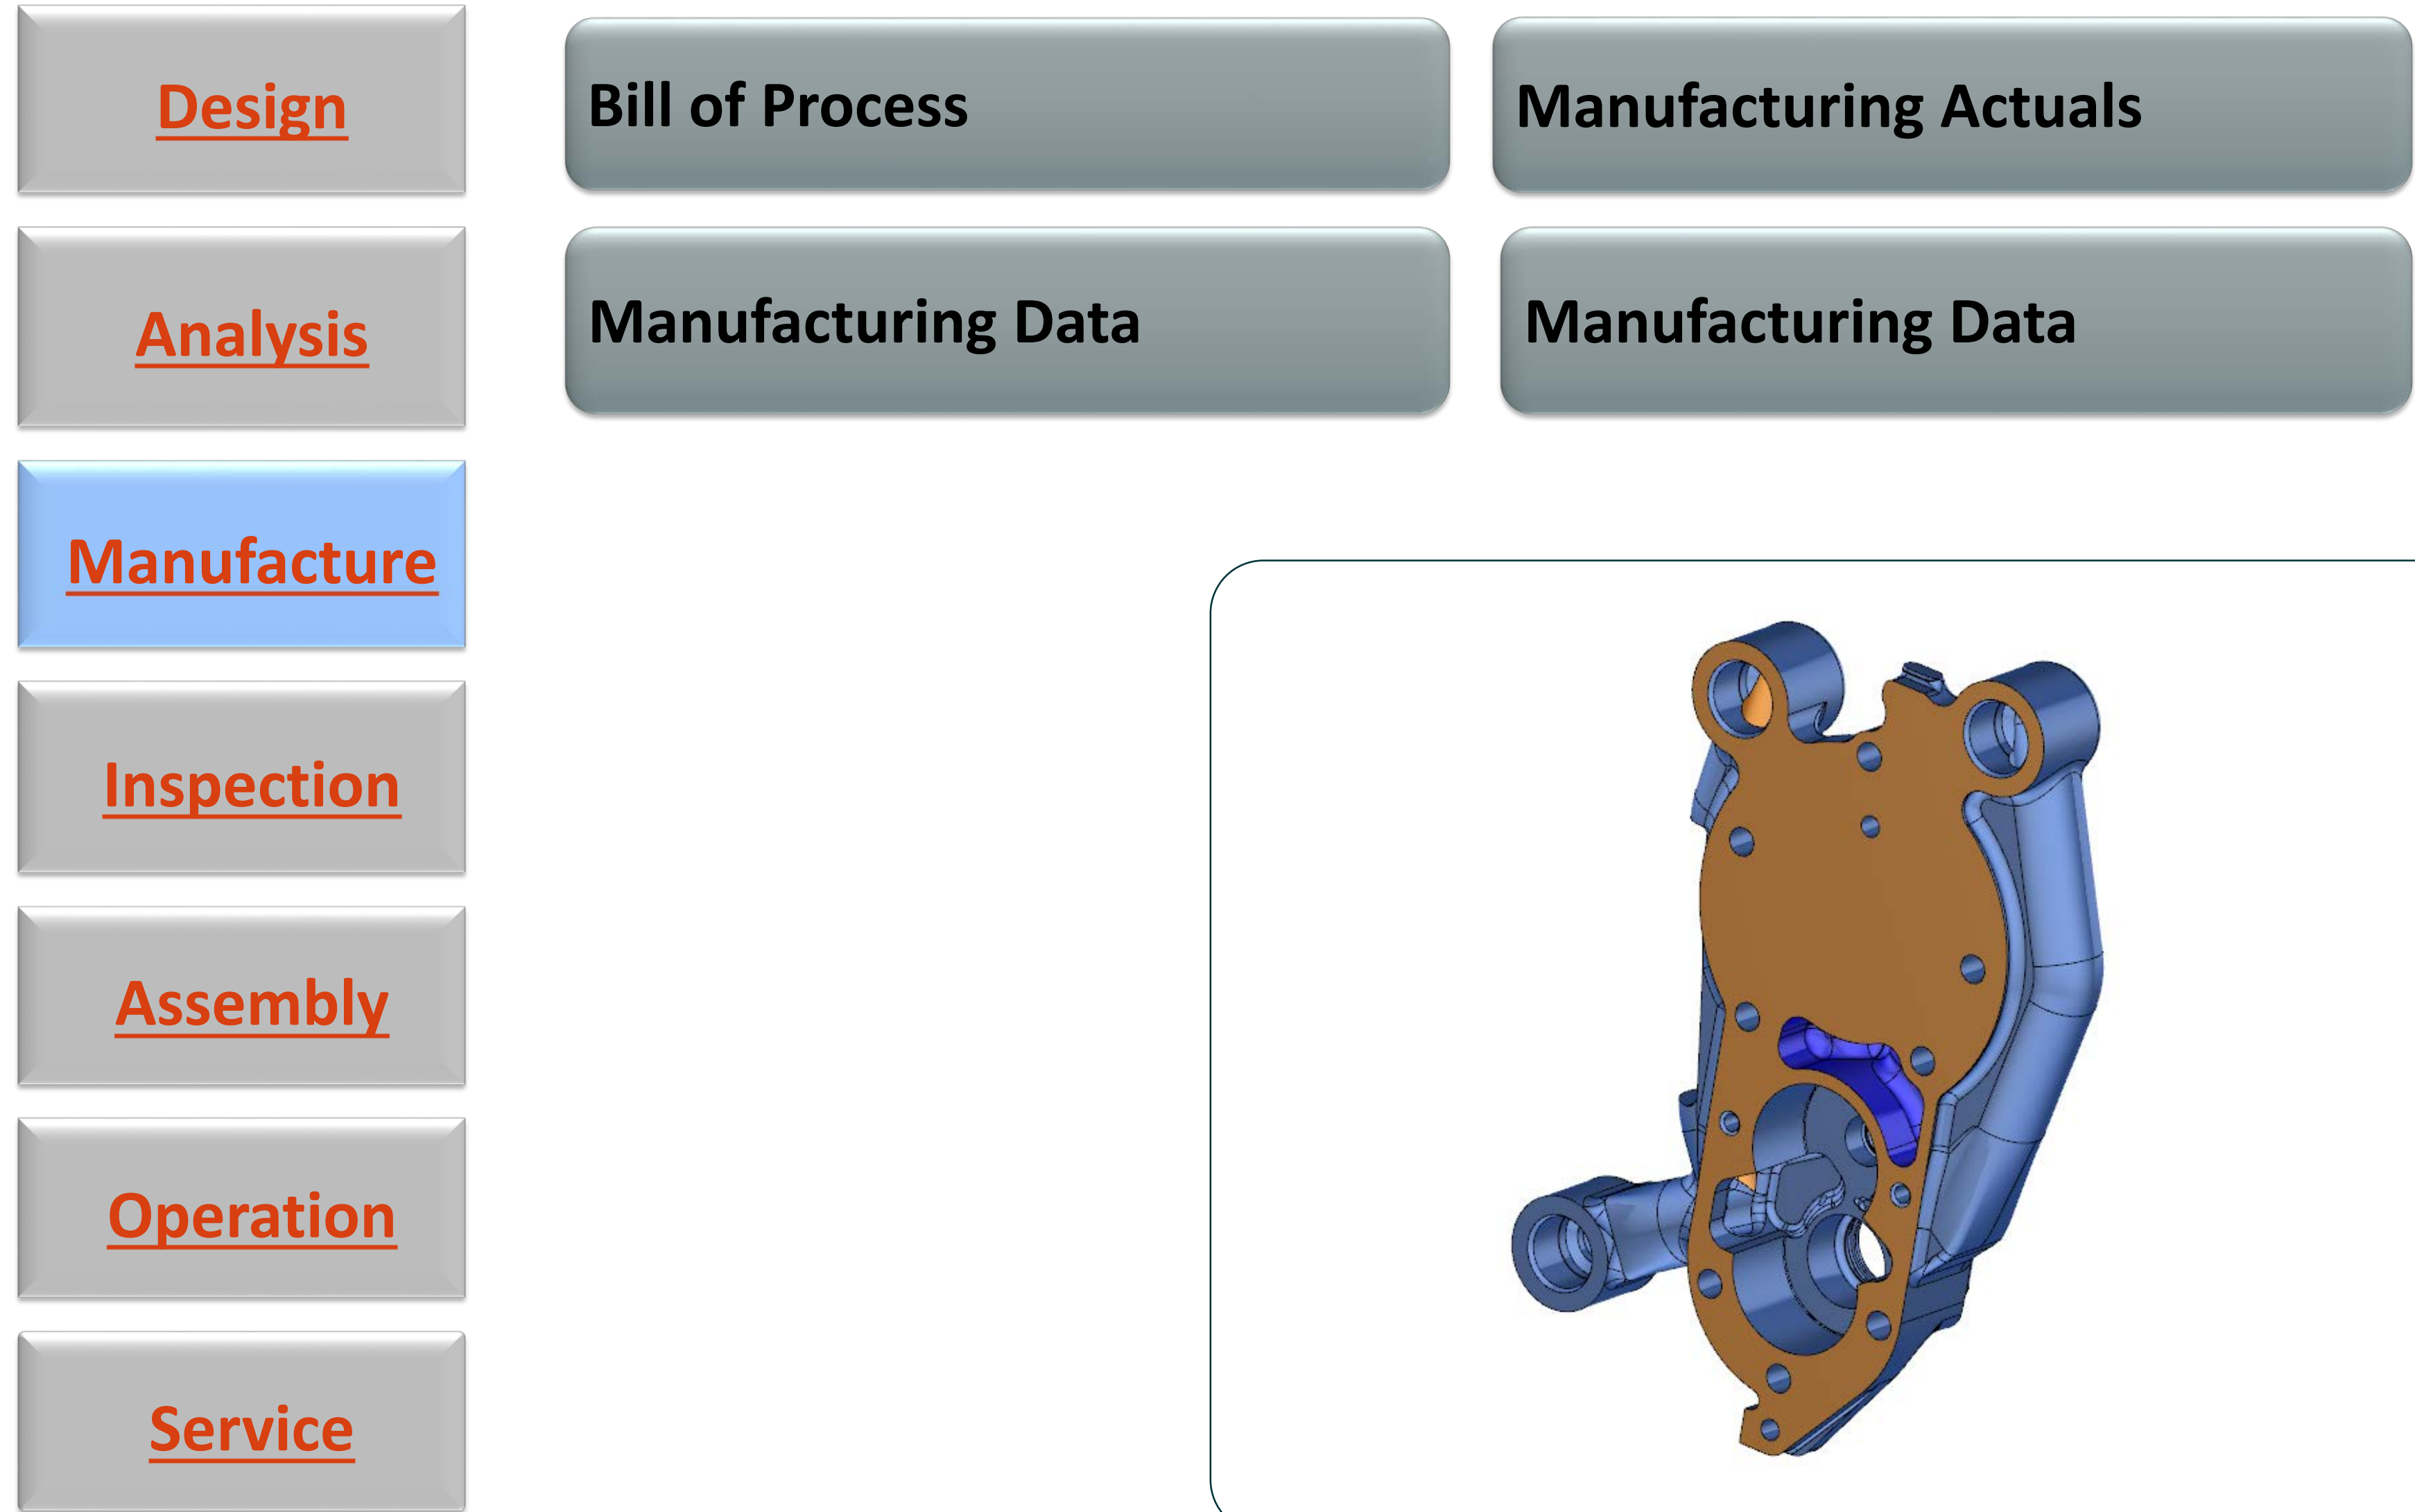 Design
Analysis
Manufacture
Inspection
Assembly
Operation
Service
Bill of Process
Manufacturing Actuals
Manufacturing Data
Manufacturing Data